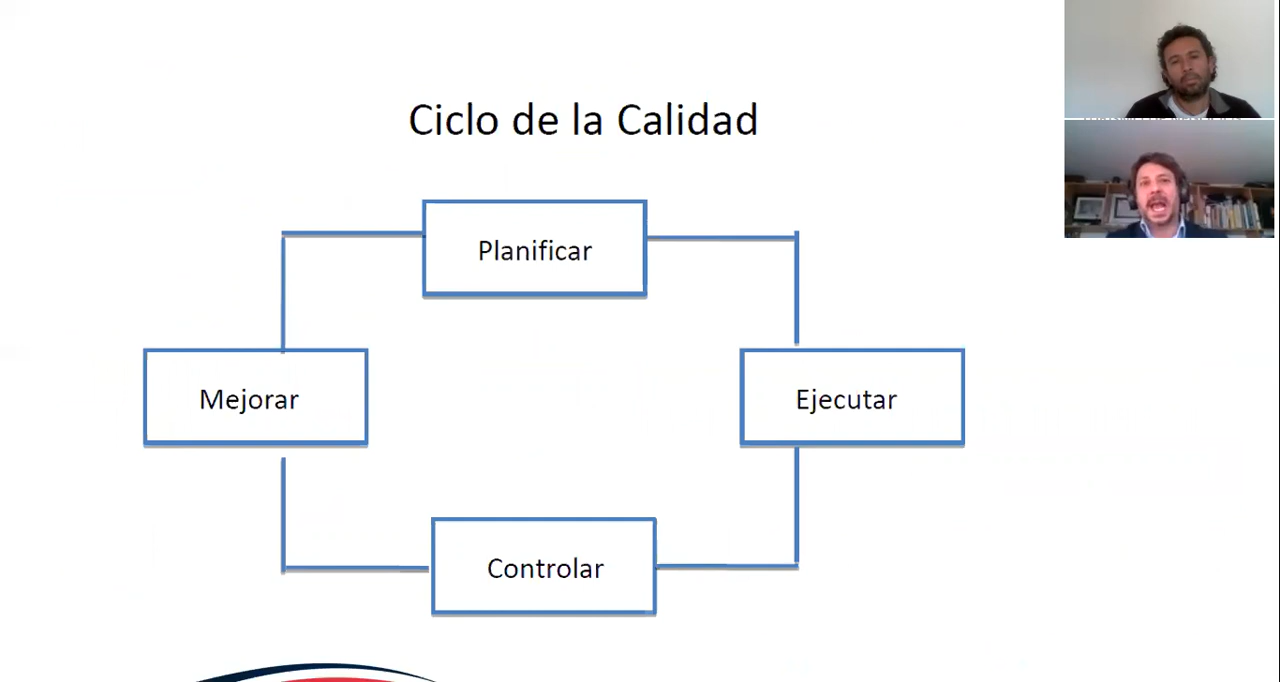 Ciclo de la Calidad
Planificar
Mejorar
Ejecutar
Controlar